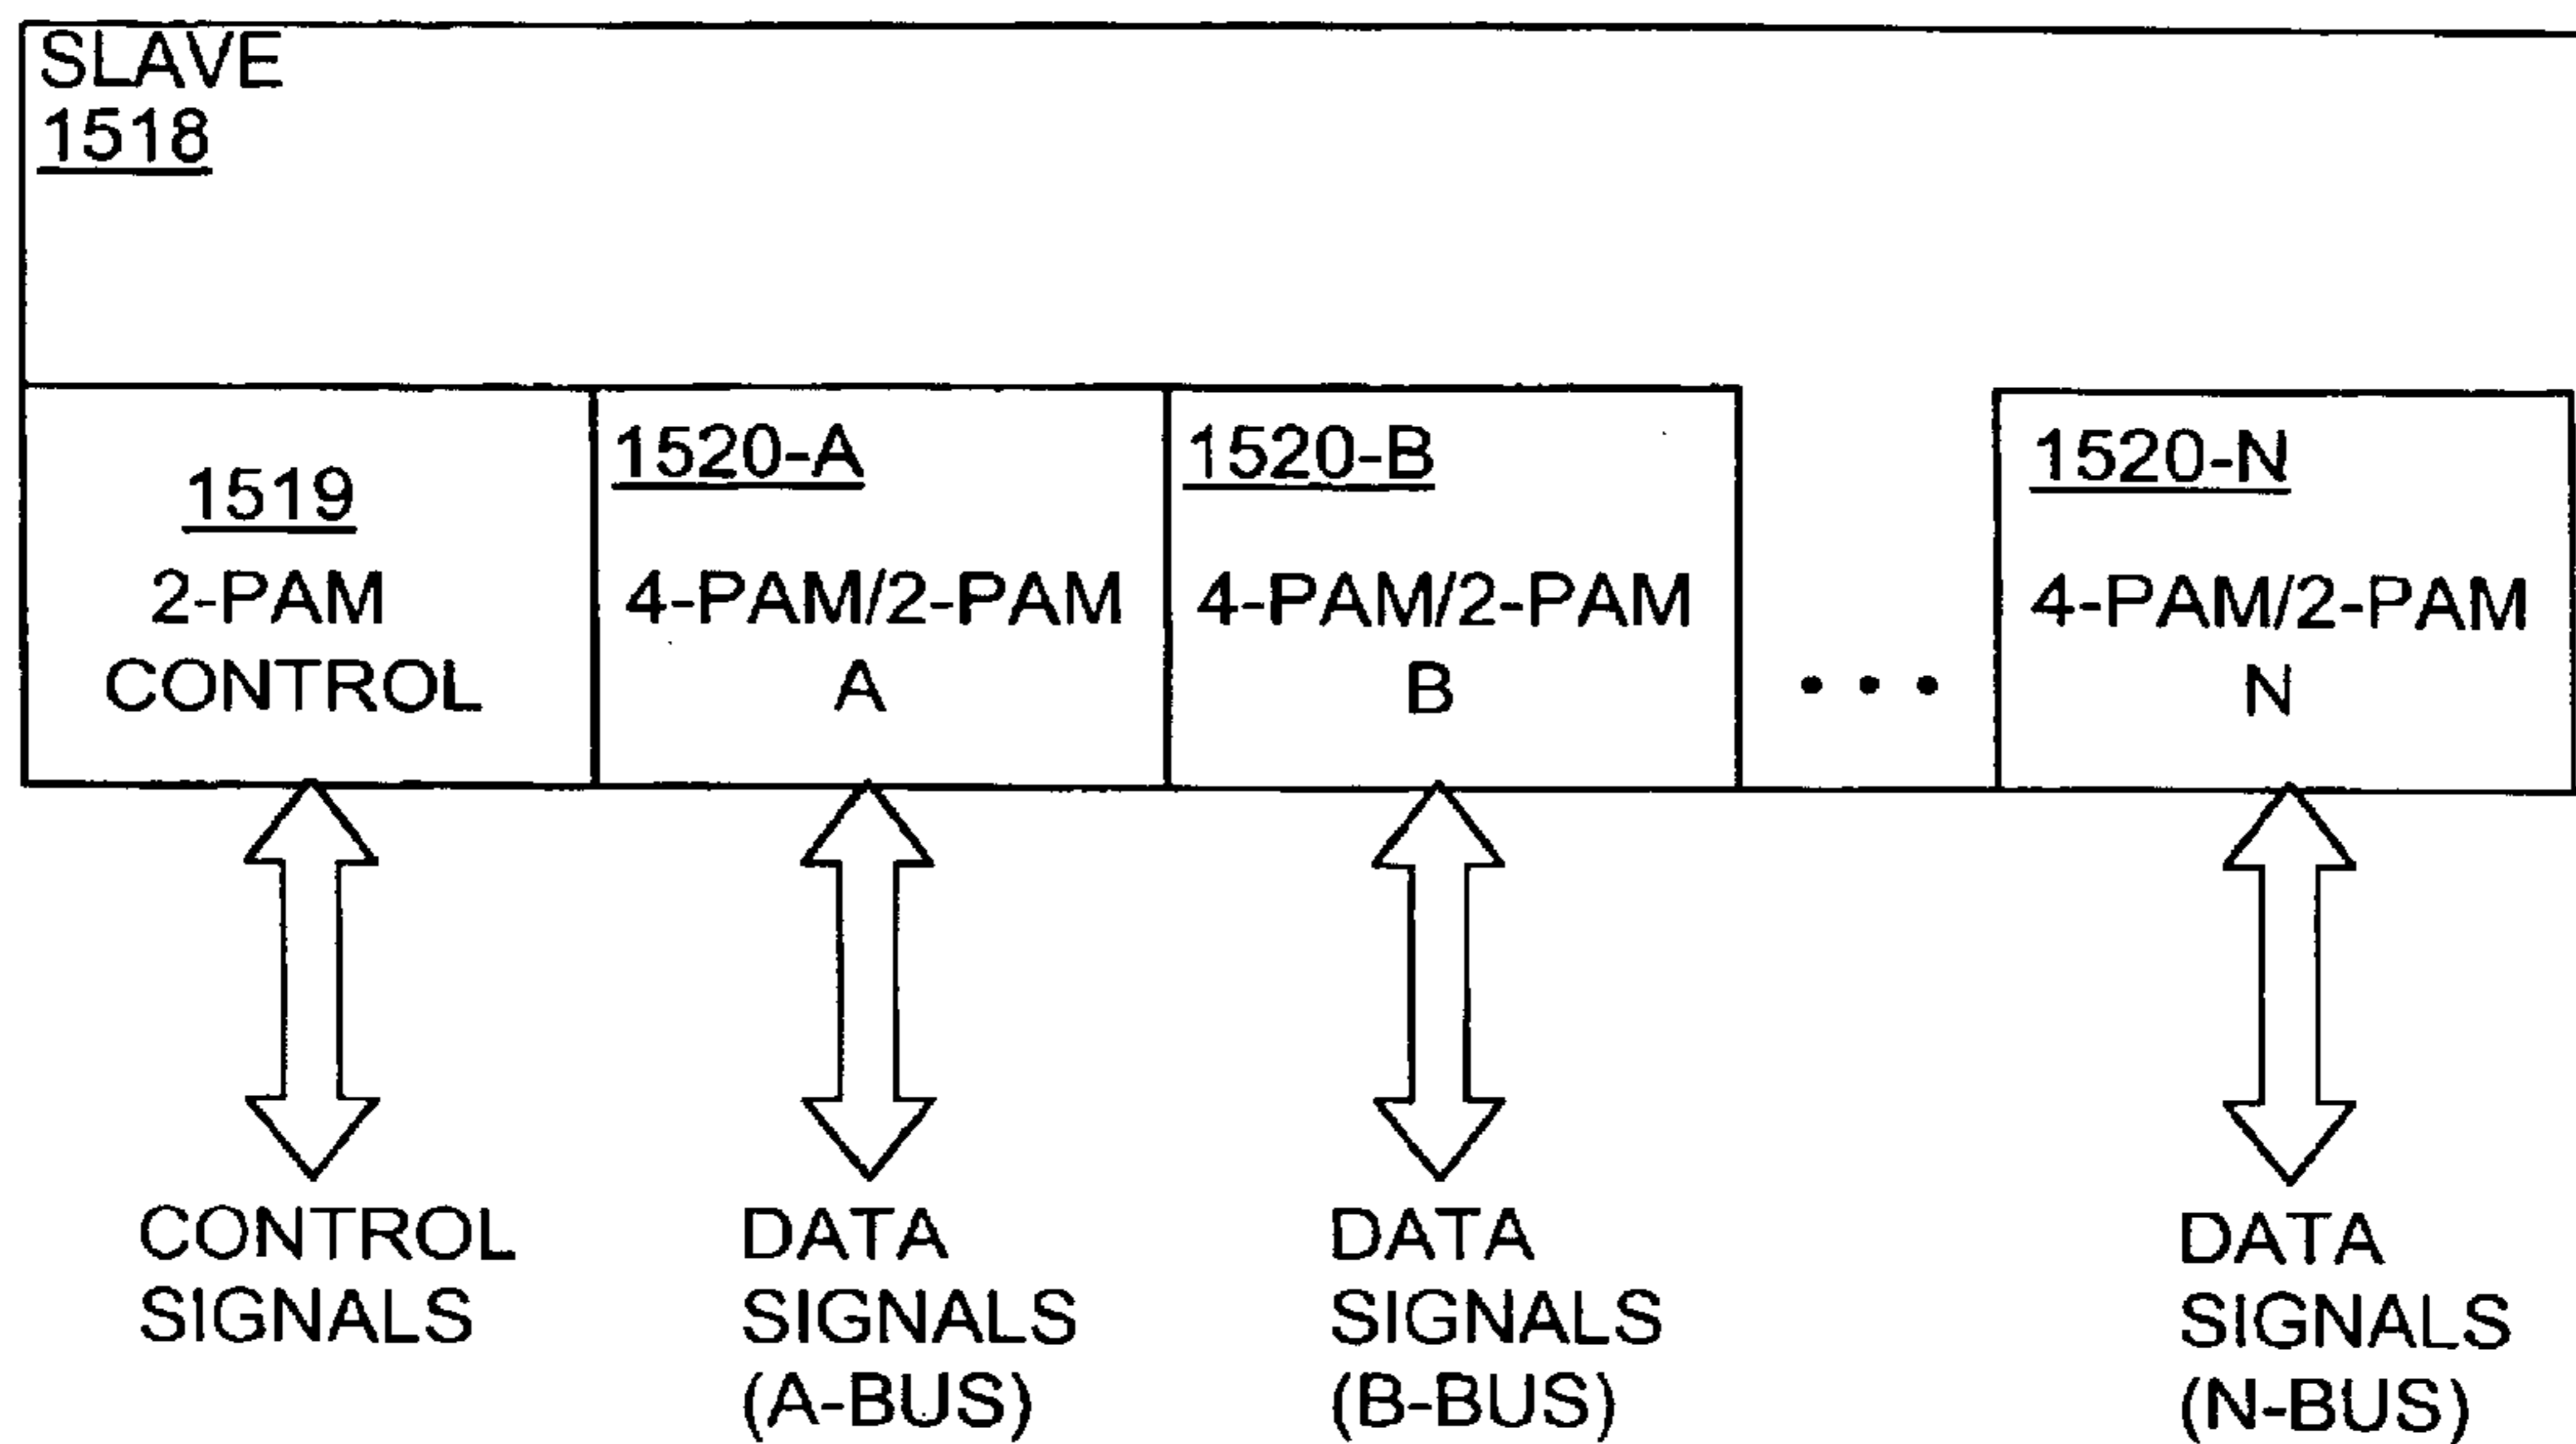 SLAVE
1518
1519
2-PAM
CONTROL
1520-A
4-PAM/2-PAM
A
1520-B
4-PAM/2-PAM
B
• • •
1520-N
4-PAM/2-PAM
N
CONTROL
SIGNALS
DATA
SIGNALS
(A-BUS)
DATA
SIGNALS
(B-BUS)
DATA
SIGNALS
(N-BUS)